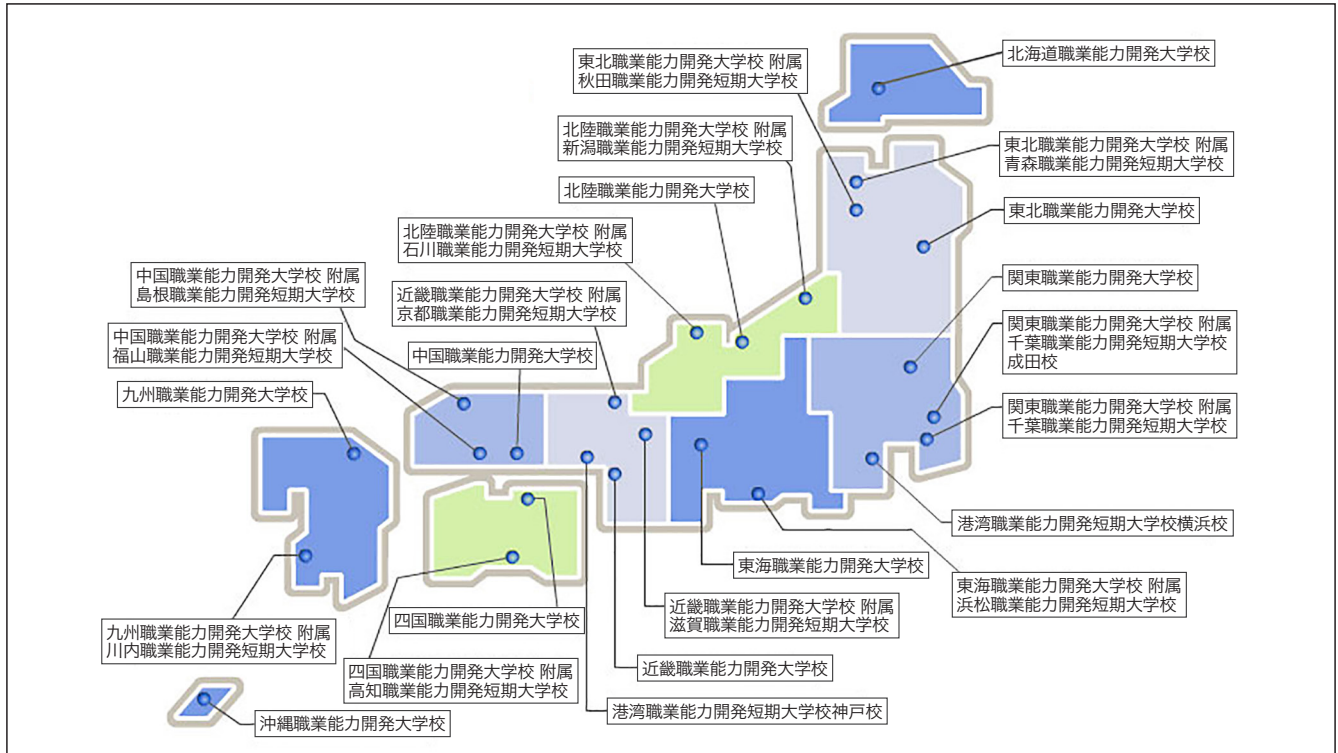 北海道職業能力開発大学校
東北職業能力開発大学校 附属
秋田職業能力開発短期大学校
北陸職業能力開発大学校 附属
新潟職業能力開発短期大学校
東北職業能力開発大学校 附属
青森職業能力開発短期大学校
北陸職業能力開発大学校
東北職業能力開発大学校
北陸職業能力開発大学校 附属
石川職業能力開発短期大学校
中国職業能力開発大学校 附属
島根職業能力開発短期大学校
近畿職業能力開発大学校 附属
京都職業能力開発短期大学校
関東職業能力開発大学校
中国職業能力開発大学校 附属
福山職業能力開発短期大学校
中国職業能力開発大学校
関東職業能力開発大学校 附属
千葉職業能力開発短期大学校
成田校
九州職業能力開発大学校
関東職業能力開発大学校 附属
千葉職業能力開発短期大学校
港湾職業能力開発短期大学校横浜校
東海職業能力開発大学校
東海職業能力開発大学校 附属
浜松職業能力開発短期大学校
四国職業能力開発大学校
近畿職業能力開発大学校 附属
滋賀職業能力開発短期大学校
九州職業能力開発大学校 附属
川内職業能力開発短期大学校
四国職業能力開発大学校 附属
高知職業能力開発短期大学校
近畿職業能力開発大学校
港湾職業能力開発短期大学校神戸校
沖縄職業能力開発大学校